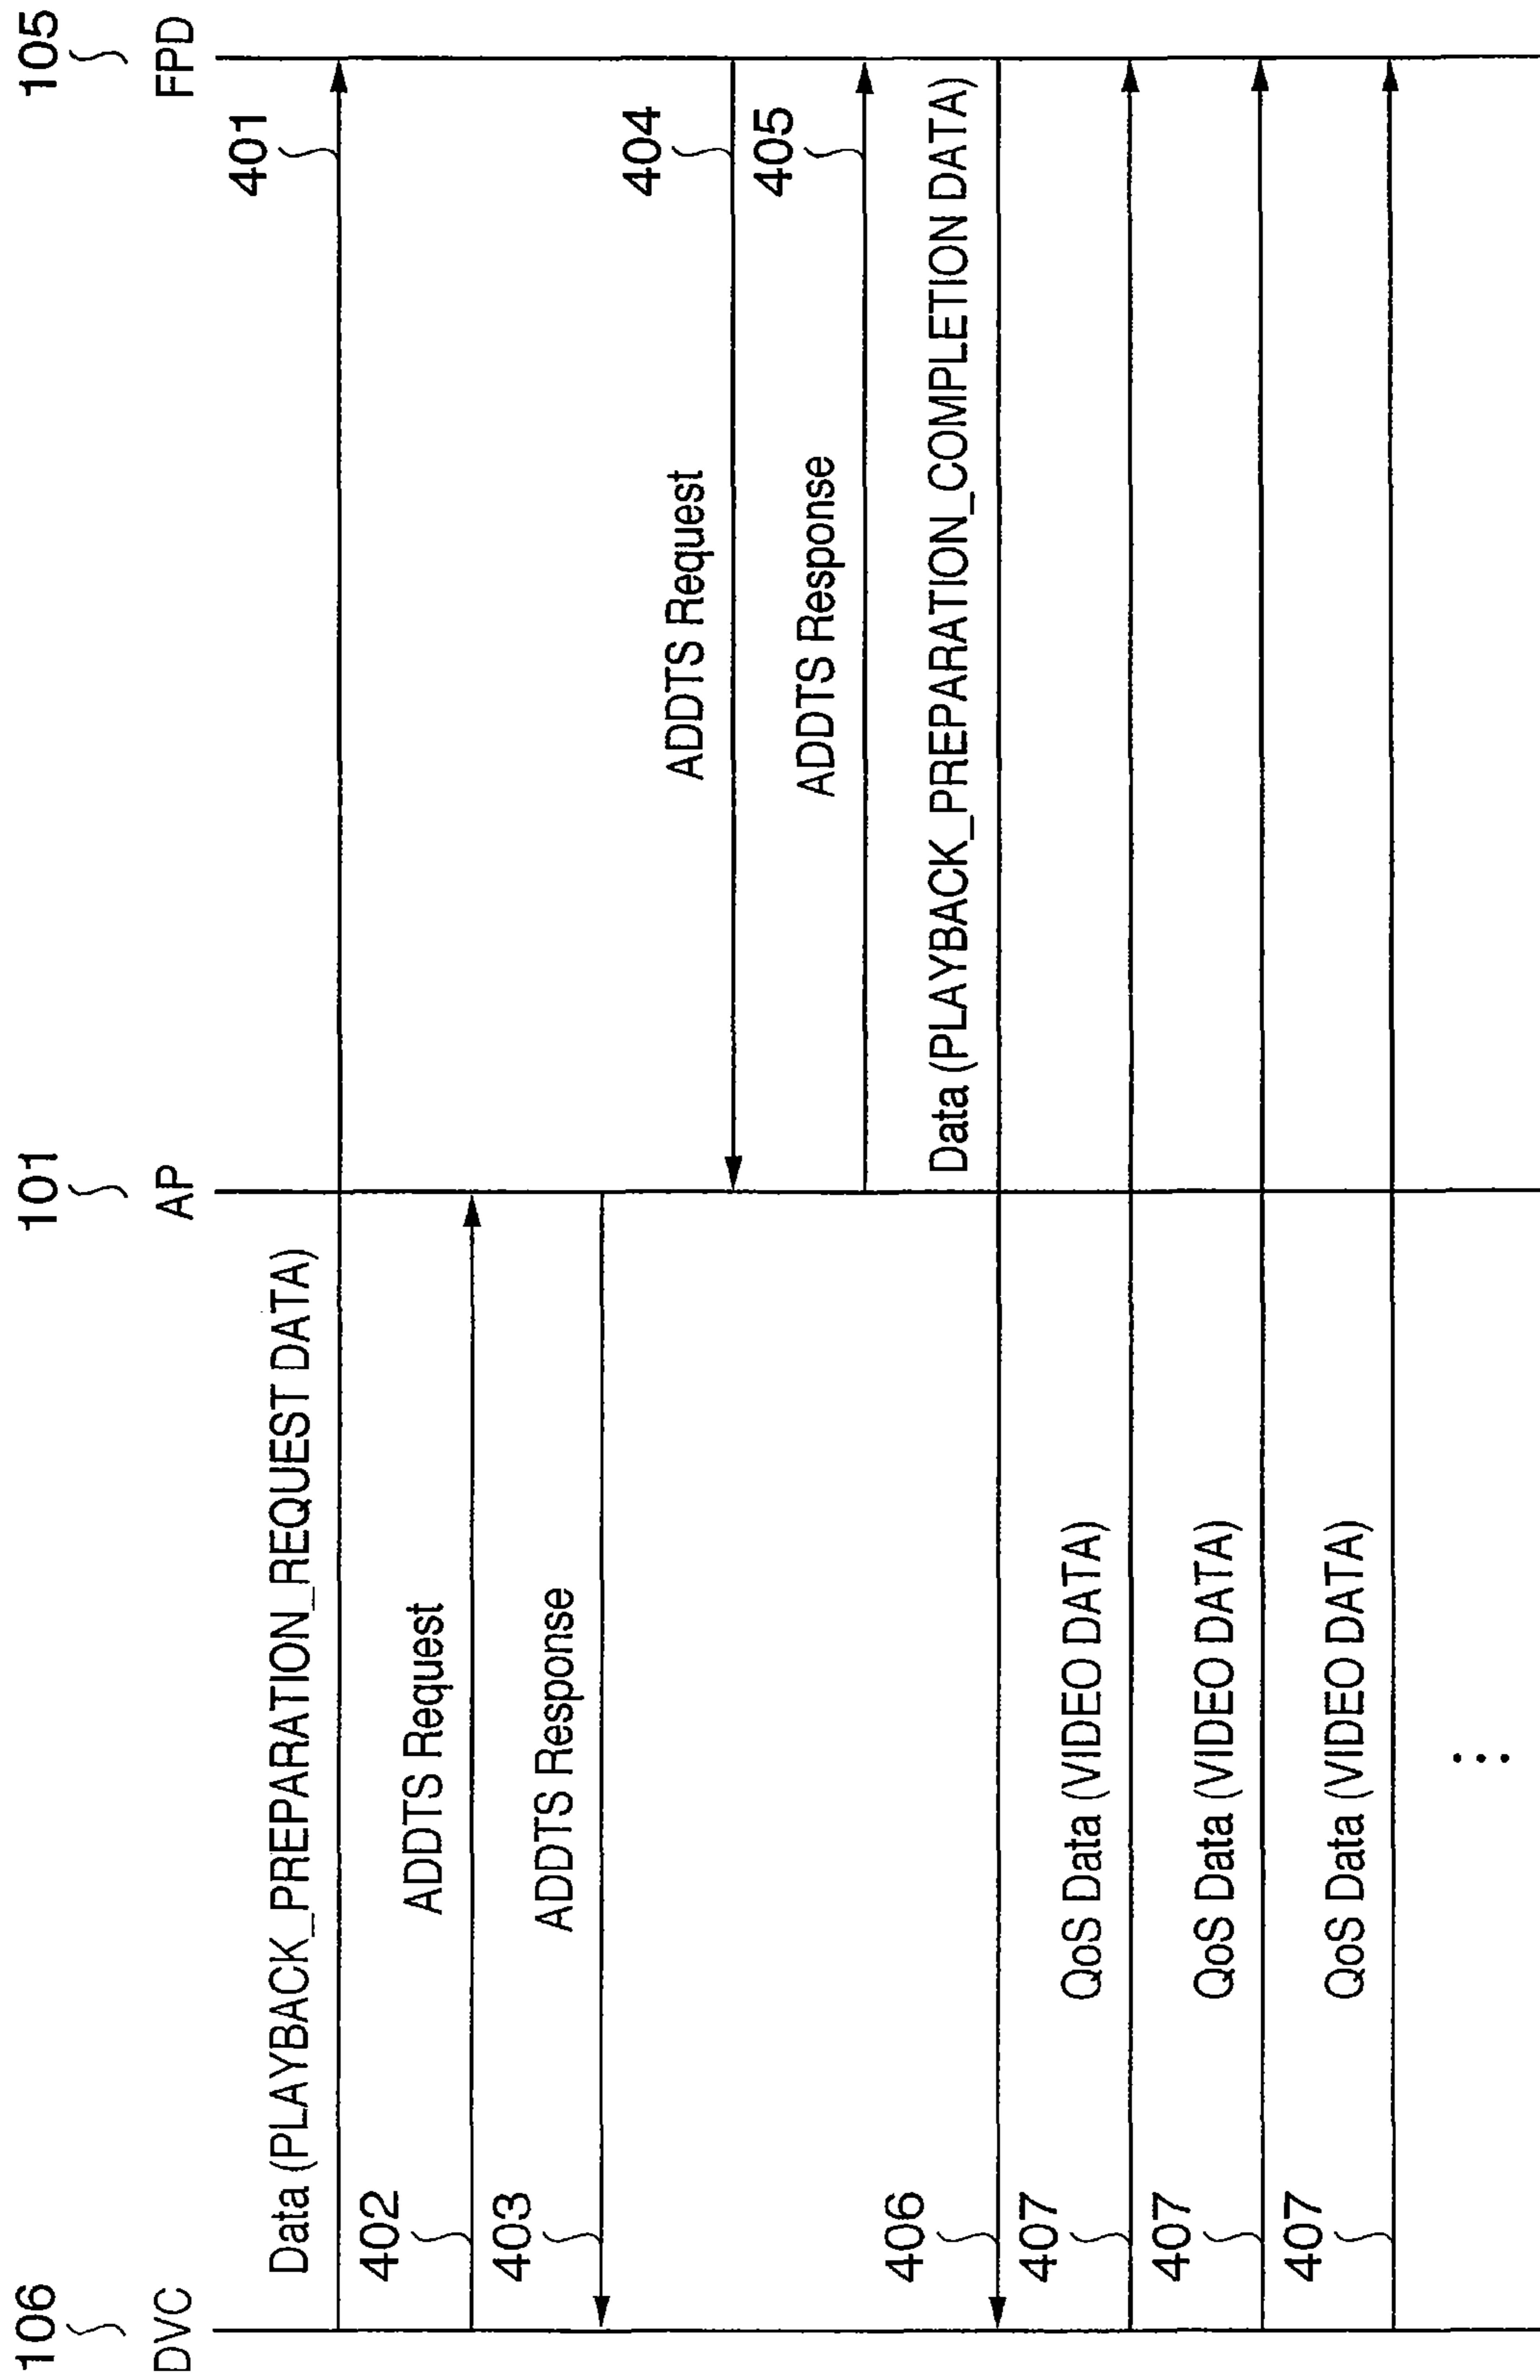 106
DVC
101
AP
105
FPD
Data (PLAYBACK_PREPARATION_REQUEST DATA)
401
402
ADDTS Request
403
ADDTS Response
ADDTS Request
404
ADDTS Response
405
406
Data (PLAYBACK_PREPARATION_COMPLETION DATA)
407
QoS Data (VIDEO DATA)
407
QoS Data (VIDEO DATA)
407
QoS Data (VIDEO DATA)
...